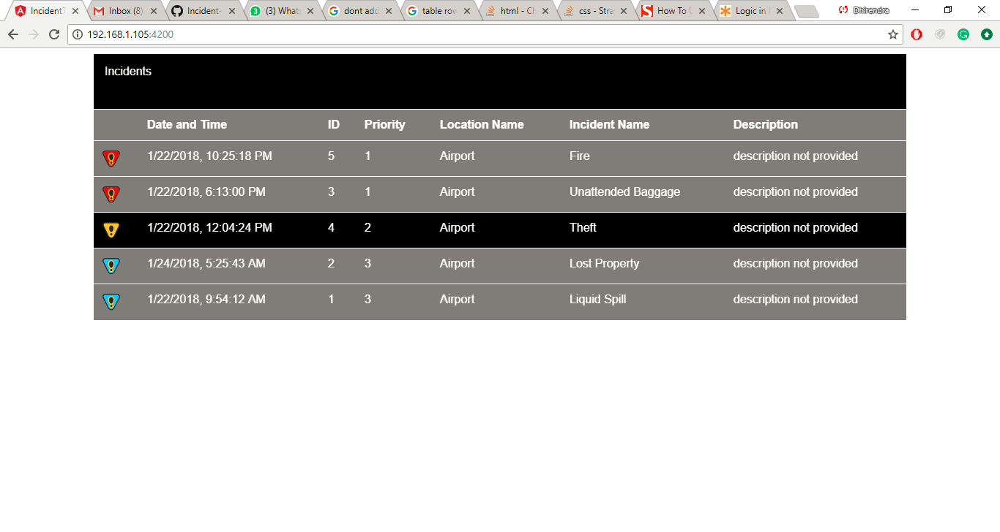 IncidentT Inbox (8) Incident- (3) What dont add table row html - Ch css - Stra How To U Logic in Dhirendra
192.168.1.105:4200
Incidents
Date and Time ID Priority Location Name Incident Name Description
1/22/2018, 10:25:18 PM 5 1 Airport Fire description not provided
1/22/2018, 6:13:00 PM 3 1 Airport Unattended Baggage description not provided
1/22/2018, 12:04:24 PM 4 2 Airport Theft description not provided
1/24/2018, 5:25:43 AM 2 3 Airport Lost Property description not provided
1/22/2018, 9:54:12 AM 1 3 Airport Liquid Spill description not provided